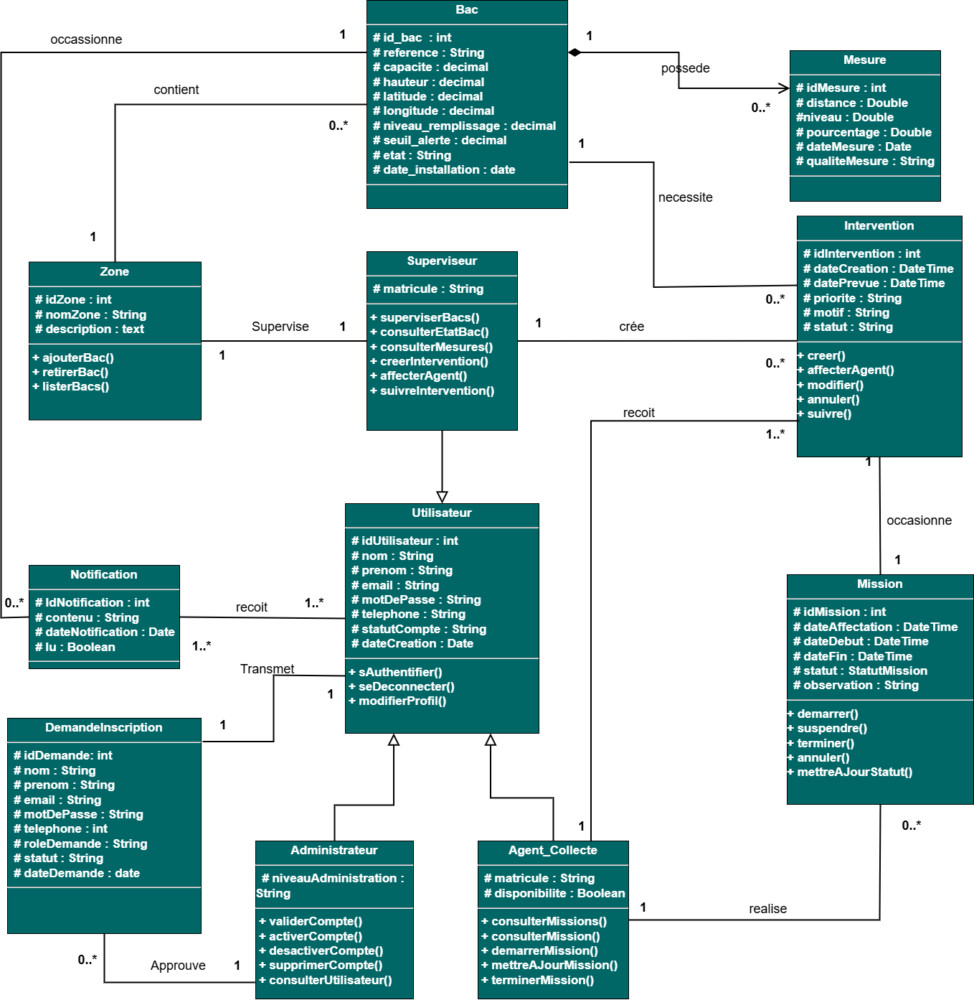 Bac
# id_bac : int
# reference : String
# capacite : decimal
# hauteur : decimal
# latitude : decimal
# longitude : decimal
# niveau_remplissage : decimal
# seuil_alerte : decimal
# etat : String
# date_installation : date
occassionne
1
contient
0..*
1
1
possede
0..*
Mesure
# idMesure : int
# distance : Double
#niveau : Double
# pourcentage : Double
# dateMesure : Date
# qualiteMesure : String
1
necessite
0..*
Intervention
# idIntervention : int
# dateCreation : DateTime
# datePrevue : DateTime
# priorite : String
# motif : String
# statut : String
+ creer()
+ affecterAgent()
+ modifier()
+ annuler()
+ suivre()
Zone
# idZone : int
# nomZone : String
# description : text
+ ajouterBac()
+ retirerBac()
+ listerBacs()
Supervise
1
1
Superviseur
# matricule : String
+ superviserBacs()
+ consulterEtatBac()
+ consulterMesures()
+ creerIntervention()
+ affecterAgent()
+ suivreIntervention()
1
crée
0..*
recoit
1..*
1
occasionne
1
Utilisateur
# idUtilisateur : int
# nom : String
# prenom : String
# email : String
# motDePasse : String
# telephone : String
# statutCompte : String
# dateCreation : Date
+ sAuthentifier()
+ seDeconnecter()
+ modifierProfil()
Notification
# IdNotification : int
# contenu : String
# dateNotification : Date
# lu : Boolean
0..*
recoit
1..*
1..*
Transmet
1
1
Mission
# idMission : int
# dateAffectation : DateTime
# dateDebut : DateTime
# dateFin : DateTime
# statut : StatutMission
# observation : String
+ demarrer()
+ suspendre()
+ terminer()
+ annuler()
+ mettreAJourStatut()
DemandeInscription
# idDemande: int
# nom : String
# prenom : String
# email : String
# motDePasse : String
# telephone : int
# roleDemande : String
# statut : String
# dateDemande : date
0..*
Approuve
1
Administrateur
# niveauAdministration :
String
+ validerCompte()
+ activerCompte()
+ desactiverCompte()
+ supprimerCompte()
+ consulterUtilisateur()
1
Agent_Collecte
# matricule : String
# disponibilite : Boolean
+ consulterMissions()
+ consulterMission()
+ demarrerMission()
+ mettreAJourMission()
+ terminerMission()
1
realise
0..*